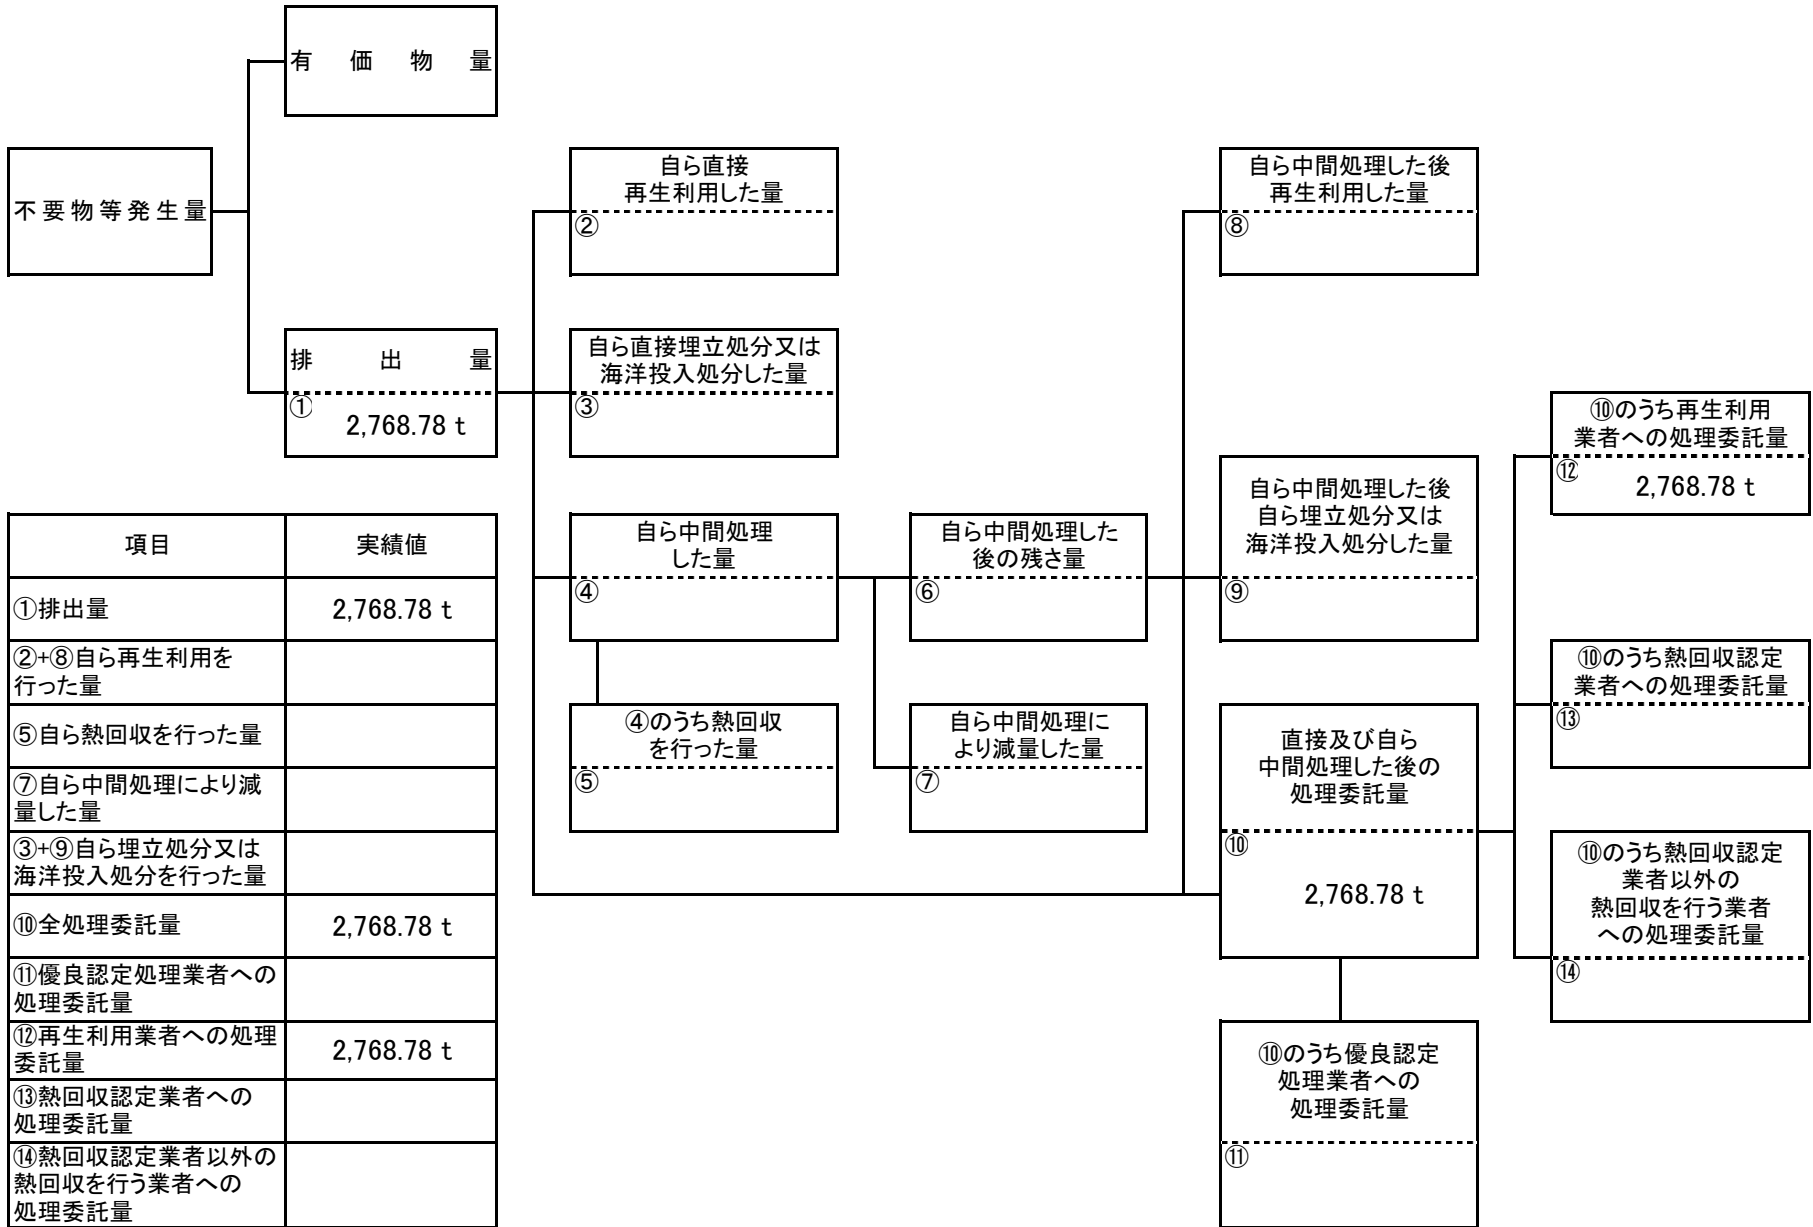 有価物量
不要物等発生量
排出量
①
2,768.78 t
自ら直接
再生利用した量
②
自ら直接埋立処分又は
海洋投入処分した量
③
自ら中間処理
した量
④
④のうち熱回収
を行った量
⑤
自ら中間処理した
後の残さ量
⑥
自ら中間処理に
より減量した量
⑦
自ら中間処理した後
再生利用した量
⑧
自ら中間処理した後
自ら埋立処分又は
海洋投入処分した量
⑨
直接及び自ら
中間処理した後の
処理委託量
⑩
2,768.78 t
⑩のうち優良認定
処理業者への
処理委託量
⑪
⑩のうち再生利用
業者への処理委託量
⑫
2,768.78 t
⑩のうち熱回収認定
業者への処理委託量
⑬
⑩のうち熱回収認定
業者以外の
熱回収を行う業者
への処理委託量
⑭
項目 実績値
①排出量 2,768.78 t
②+⑧自ら再生利用を
行った量
⑤自ら熱回収を行った量
⑦自ら中間処理により減
量した量
③+⑨自ら埋立処分又は
海洋投入処分を行った量
⑩全処理委託量 2,768.78 t
⑪優良認定処理業者への
処理委託量
⑫再生利用業者への処理
委託量 2,768.78 t
⑬熱回収認定業者への
処理委託量
⑭熱回収認定業者以外の
熱回収を行う業者への
処理委託量